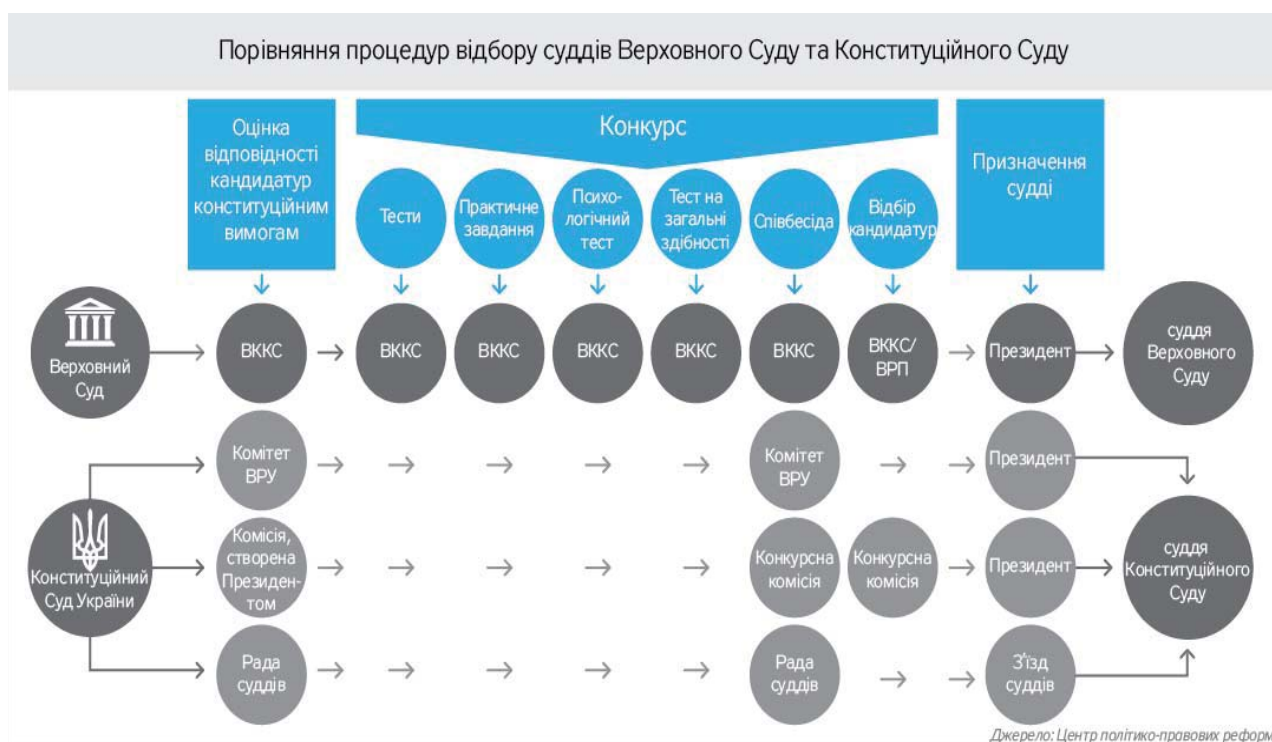 Порівняння процедур відбору суддів Верховного Суду та Конституційного Суду
Оцінка
відповідності
кандидатур
конституційним
вимогам
Конкурс
Призначення
судді
Тести
Практичне
завдання
Психо-
логічний
тест
Тест на
загальні
здібності
Співбесіда
Відбір
кандидатур
Верховний
Суд
ВККС
ВККС
ВККС
ВККС
ВККС
ВККС
ВККС/
ВРП
Президент
суддя
Верховного
Суду
Комітет
ВРУ
Комітет
ВРУ
Президент
Конституційний
Суд України
Комісія,
створена
Президен-
том
Конкурсна
комісія
Конкурсна
комісія
Президент
суддя
Конституційного
Суду
Рада
суддів
Рада
суддів
З'їзд
суддів
Джерело: Центр політико-правових реформ